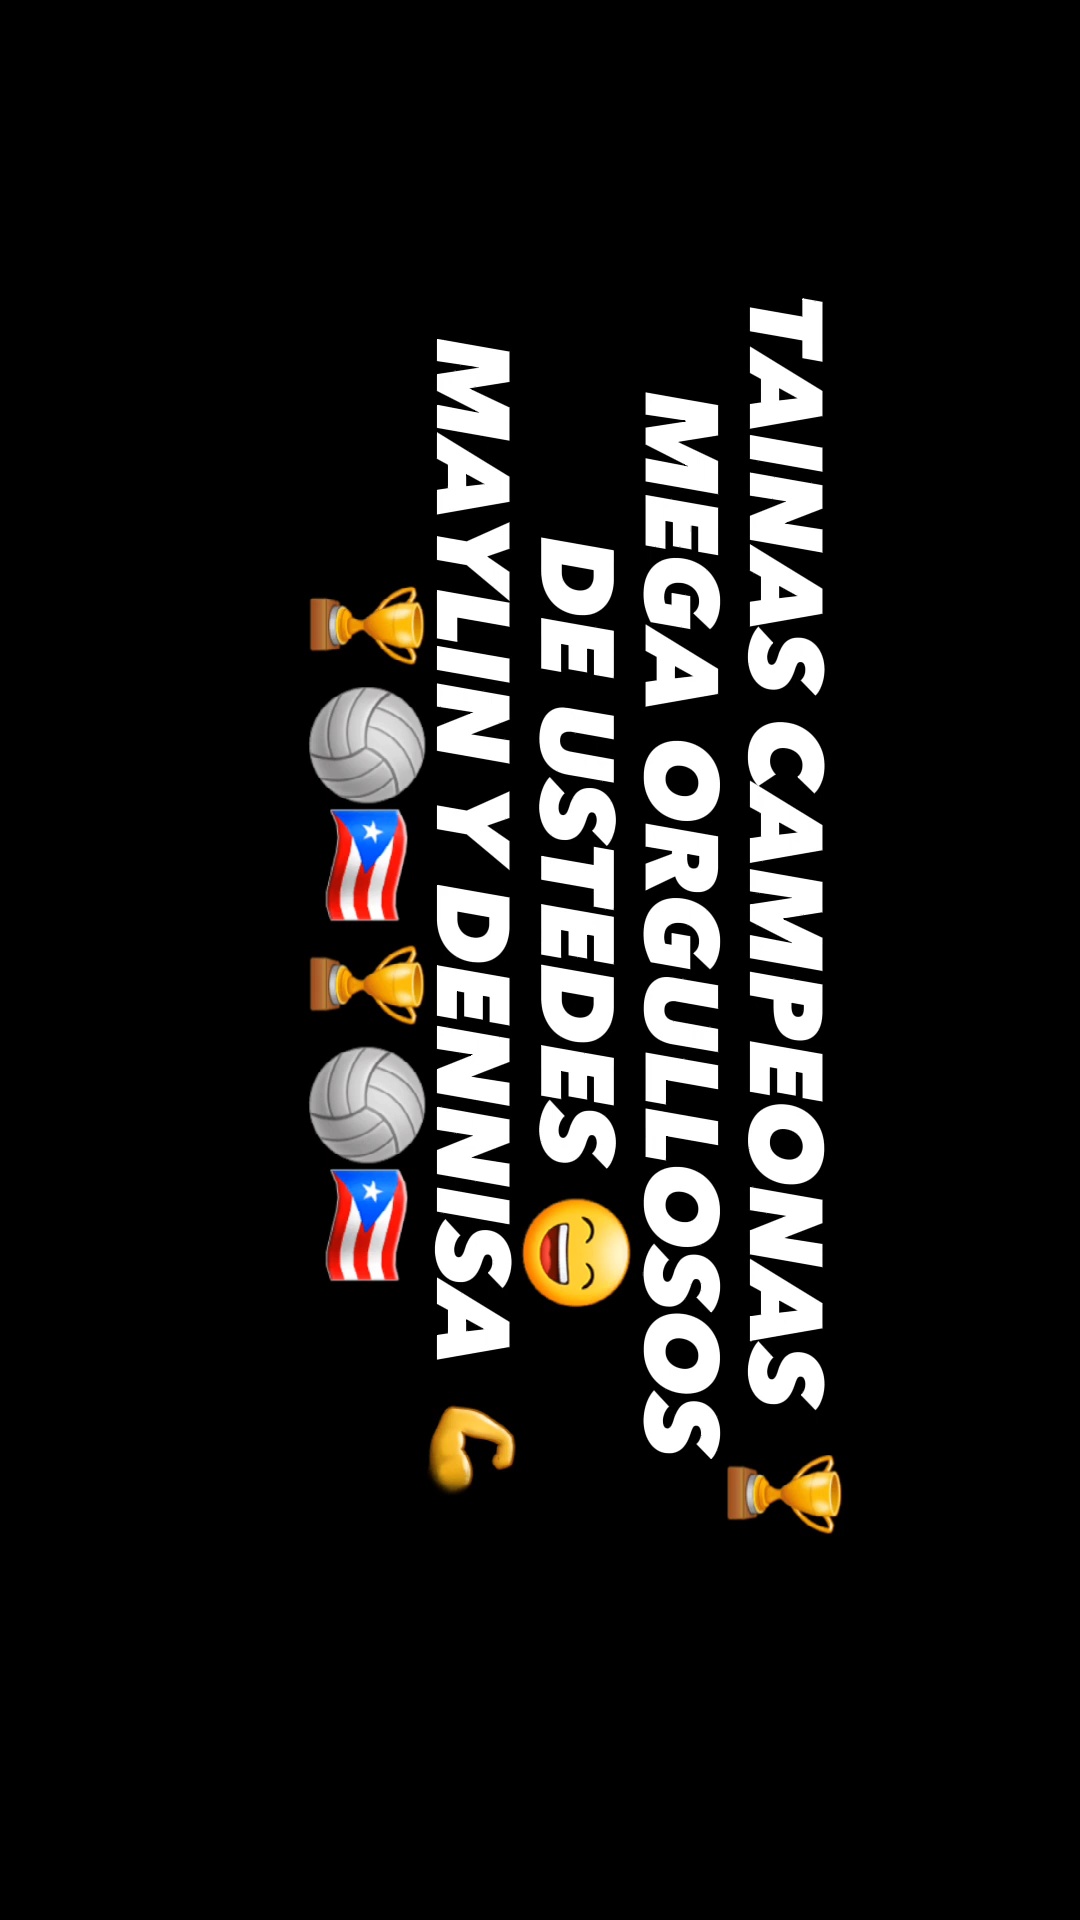 TAINAS CAMPEONAS 🏆
MEGA ORGULLOSOS
DE USTEDES 😄
MAYLIN Y DENNISA 💪
🏆🏐🇵🇷🏆🏐🇵🇷